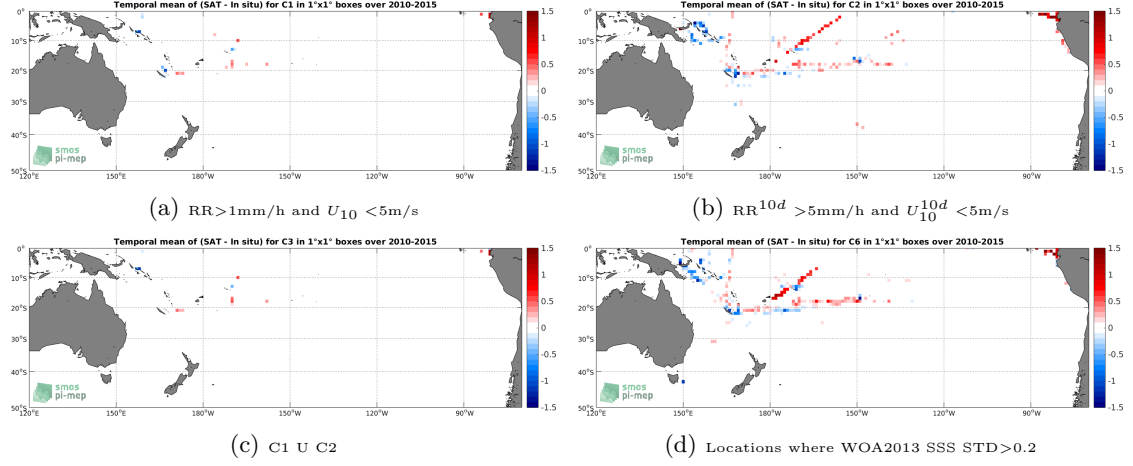 Temporal mean of (SAT - In situ) for C1 in 1°x1° boxes over 2010-2015
0°
10°S
20°S
30°S
40°S
50°S
120°E
150°E
180°W
150°W
120°W
90°W
1.5
1
0.5
0
-0.5
-1
-1.5
smos
pi-mep
(a) RR>1mm/h and U10 <5m/s
Temporal mean of (SAT - In situ) for C2 in 1°x1° boxes over 2010-2015
0°
10°S
20°S
30°S
40°S
50°S
120°E
150°E
180°W
150°W
120°W
90°W
1.5
1
0.5
0
-0.5
-1
-1.5
smos
pi-mep
(b) RR^10d >5mm/h and U10^10d <5m/s
Temporal mean of (SAT - In situ) for C3 in 1°x1° boxes over 2010-2015
0°
10°S
20°S
30°S
40°S
50°S
120°E
150°E
180°W
150°W
120°W
90°W
1.5
1
0.5
0
-0.5
-1
-1.5
smos
pi-mep
(c) C1 U C2
Temporal mean of (SAT - In situ) for C6 in 1°x1° boxes over 2010-2015
0°
10°S
20°S
30°S
40°S
50°S
120°E
150°E
180°W
150°W
120°W
90°W
1.5
1
0.5
0
-0.5
-1
-1.5
smos
pi-mep
(d) Locations where WOA2013 SSS STD>0.2